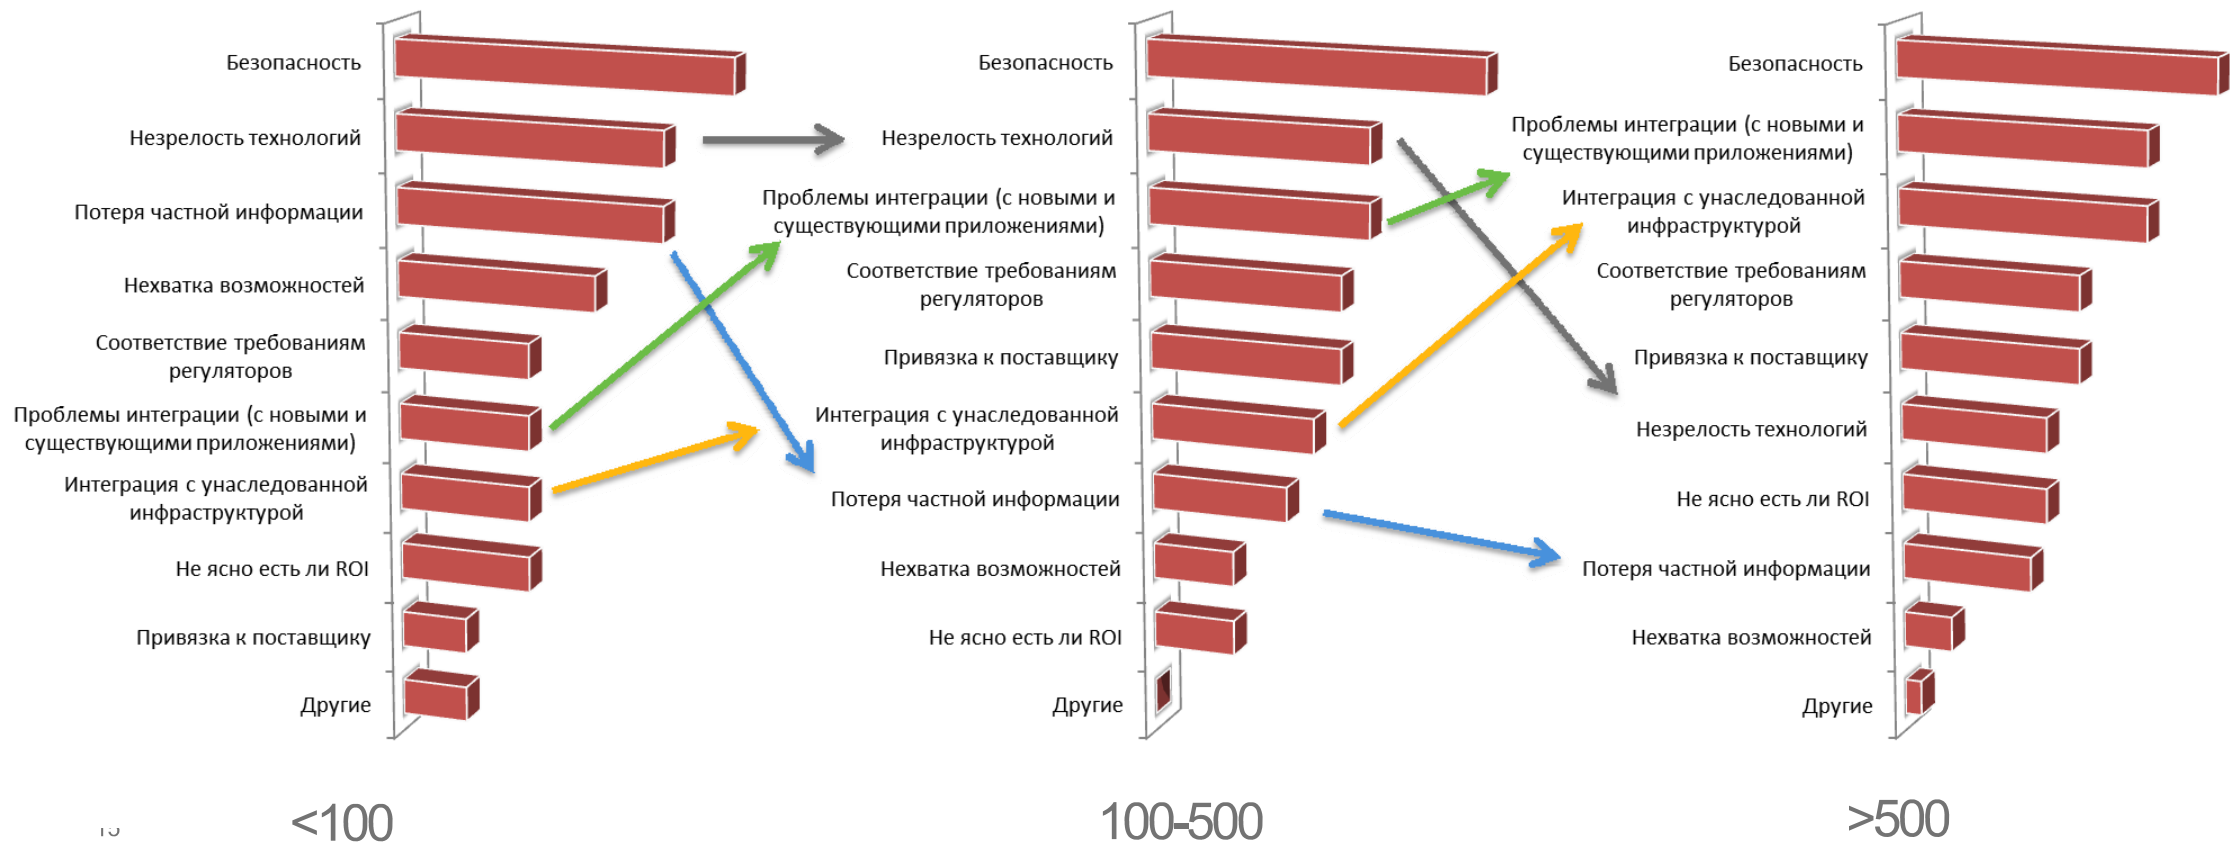 Безопасность
Незрелость технологий
Потеря частной информации
Нехватка возможностей
Соответствие требованиям
регуляторов
Проблемы интеграции (с новыми и
существующими приложениями)
Интеграция с унаследованной
инфраструктурой
Не ясно есть ли ROI
Привязка к поставщику
Другие
<100
Безопасность
Незрелость технологий
Проблемы интеграции (с новыми и
существующими приложениями)
Соответствие требованиям
регуляторов
Привязка к поставщику
Интеграция с унаследованной
инфраструктурой
Потеря частной информации
Нехватка возможностей
Не ясно есть ли ROI
Другие
100-500
Безопасность
Проблемы интеграции (с новыми и
существующими приложениями)
Интеграция с унаследованной
инфраструктурой
Соответствие требованиям
регуляторов
Привязка к поставщику
Незрелость технологий
Не ясно есть ли ROI
Потеря частной информации
Нехватка возможностей
Другие
>500